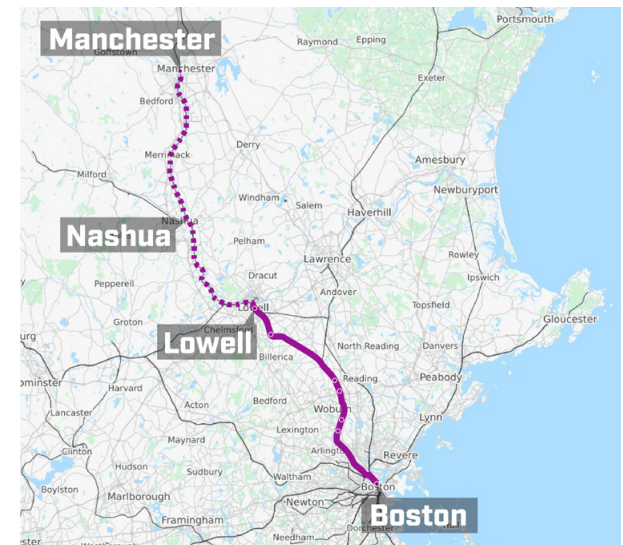 Portsmouth
Manchester
Goffstown
Raymond
Epping
Manchester
Exeter
Bedford
Derry
Merrimack
Amesbury
Milford
Windham
Salem
Newburyport
Haverhill
Nashua
Nashua
Pelham
Rowley
Lawrence
Dracut
Ipswich
Pepperell
Andover
Lowell
Topsfield
Gloucester
Groton
Chelmsford
Lowell
North Reading
Danvers
Billerica
Reading
Peabody
Harvard
Bedford
Woburn
Acton
Lynn
Lancaster
Lexington
Maynard
Arlington
Revere
Clinton
Hudson
Sudbury
Waltham
Boston
Boylston
Marlborough
Newton
Boston
Framingham
Dorchester
Needham